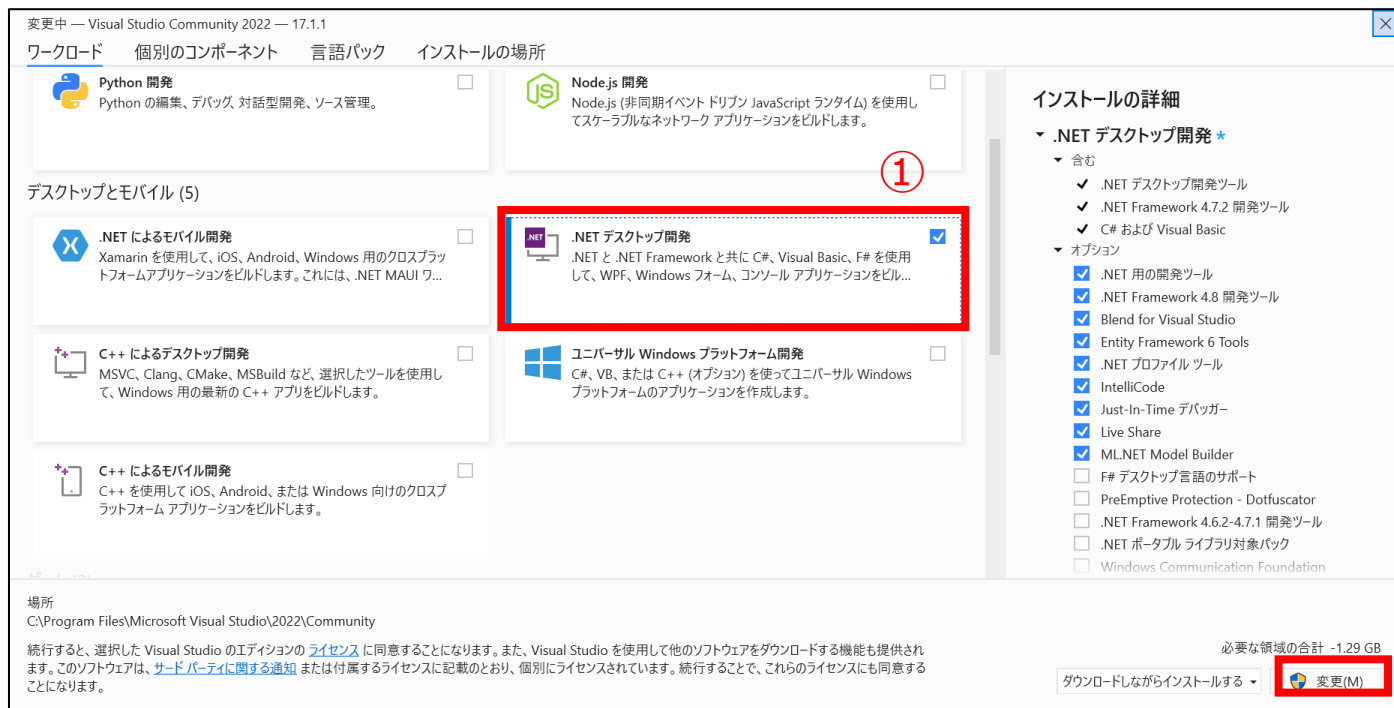 変更中 — Visual Studio Community 2022 — 17.1.1
ワークロード 個別のコンポーネント 言語パック インストールの場所
Python 開発
Python の編集、デバッグ、対話型開発、ソース管理。
Node.js 開発
Node.js (非同期イベント ドリブン JavaScript ランタイム) を使用し
てスケーラブルなネットワーク アプリケーションをビルドします。
①
デスクトップとモバイル (5)
.NET によるモバイル開発
Xamarin を使用して、iOS、Android、Windows 用のクロスプラッ
トフォームアプリケーションをビルドします。これには、.NET MAUI ワ...
.NET デスクトップ開発
.NET と .NET Framework と共に C#、Visual Basic、F# を使用
して、WPF、Windows フォーム、コンソール アプリケーションをビル...
C++ によるデスクトップ開発
MSVC、Clang、CMake、MSBuild など、選択したツールを使用し
て、Windows 用の最新の C++ アプリをビルドします。
ユニバーサル Windows プラットフォーム開発
C#、VB、または C++ (オプション) を使ってユニバーサル Windows
プラットフォームのアプリケーションを作成します。
C++ によるモバイル開発
C++ を使用して iOS、Android、または Windows 向けのクロスプ
ラットフォーム アプリケーションをビルドします。
インストールの詳細
.NET デスクトップ開発 *
含む
.NET デスクトップ開発ツール
.NET Framework 4.7.2 開発ツール
C# および Visual Basic
オプション
.NET 用の開発ツール
.NET Framework 4.8 開発ツール
Blend for Visual Studio
Entity Framework 6 Tools
.NET プロファイル ツール
IntelliCode
Just-In-Time デバッガー
Live Share
ML.NET Model Builder
F# デスクトップ言語のサポート
PreEmptive Protection - Dotfuscator
.NET Framework 4.6.2-4.7.1 開発ツール
.NET ポータブル ライブラリ対象パック
Windows Communication Foundation
場所
C:\Program Files\Microsoft Visual Studio\2022\Community
続行すると、選択した Visual Studio のエディションの ライセンス に同意することになります。また、Visual Studio を使用して他のソフトウェアをダウンロードする機能も提供され
ます。このソフトウェアは、サード パーティに関する通知 または付属するライセンスに記載のとおり、個別にライセンスされています。続行することで、これらのライセンスにも同意する
ことになります。
必要な領域の合計 -1.29 GB
ダウンロードしながらインストールする
変更(M)